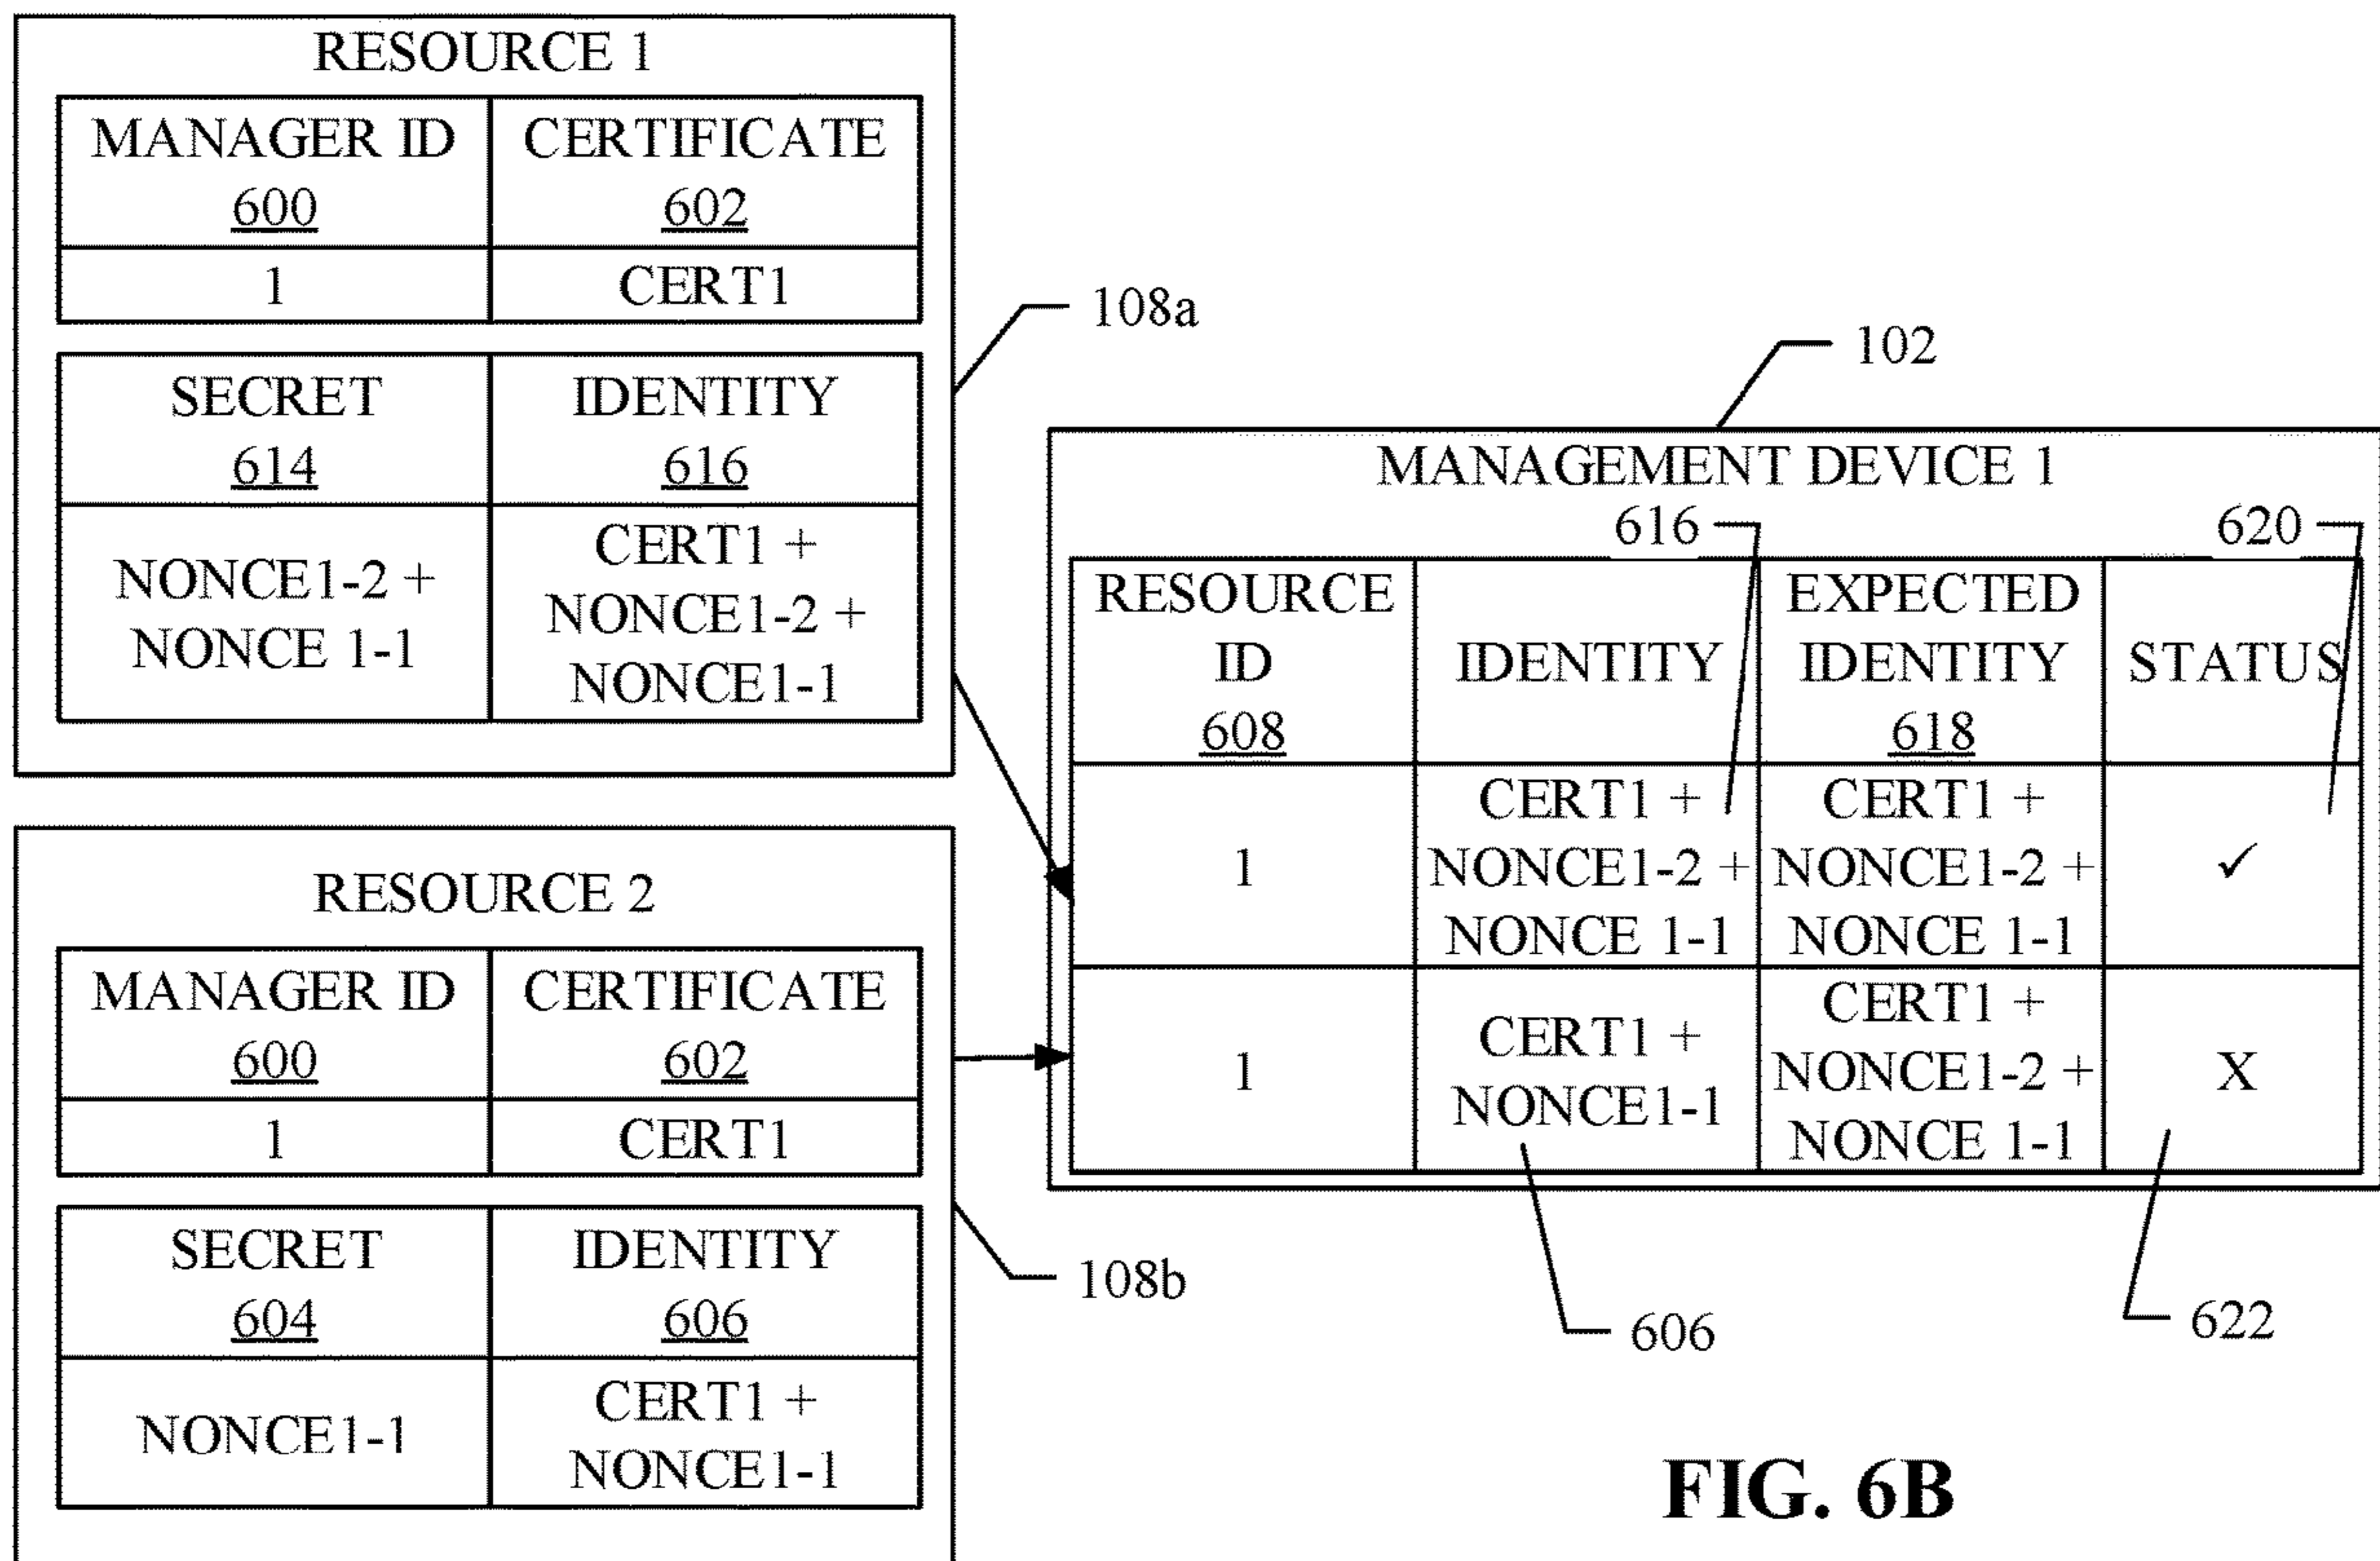 RESOURCE 1
MANAGER ID
600
CERTIFICATE
602
1
CERT1
SECRET
614
IDENTITY
616
NONCE1-2 +
NONCE 1-1
CERT1 +
NONCE1-2 +
NONCE1-1
108a
RESOURCE 2
MANAGER ID
600
CERTIFICATE
602
1
CERT1
SECRET
604
IDENTITY
606
NONCE1-1
CERT1 +
NONCE1-1
108b
102
MANAGEMENT DEVICE 1
616
620
RESOURCE
ID
608
IDENTITY
EXPECTED
IDENTITY
618
STATUS
1
CERT1 +
NONCE1-2 +
NONCE 1-1
CERT1 +
NONCE1-2 +
NONCE 1-1
✓
1
CERT1 +
NONCE1-1
CERT1 +
NONCE1-2 +
NONCE 1-1
X
606
622
FIG. 6B